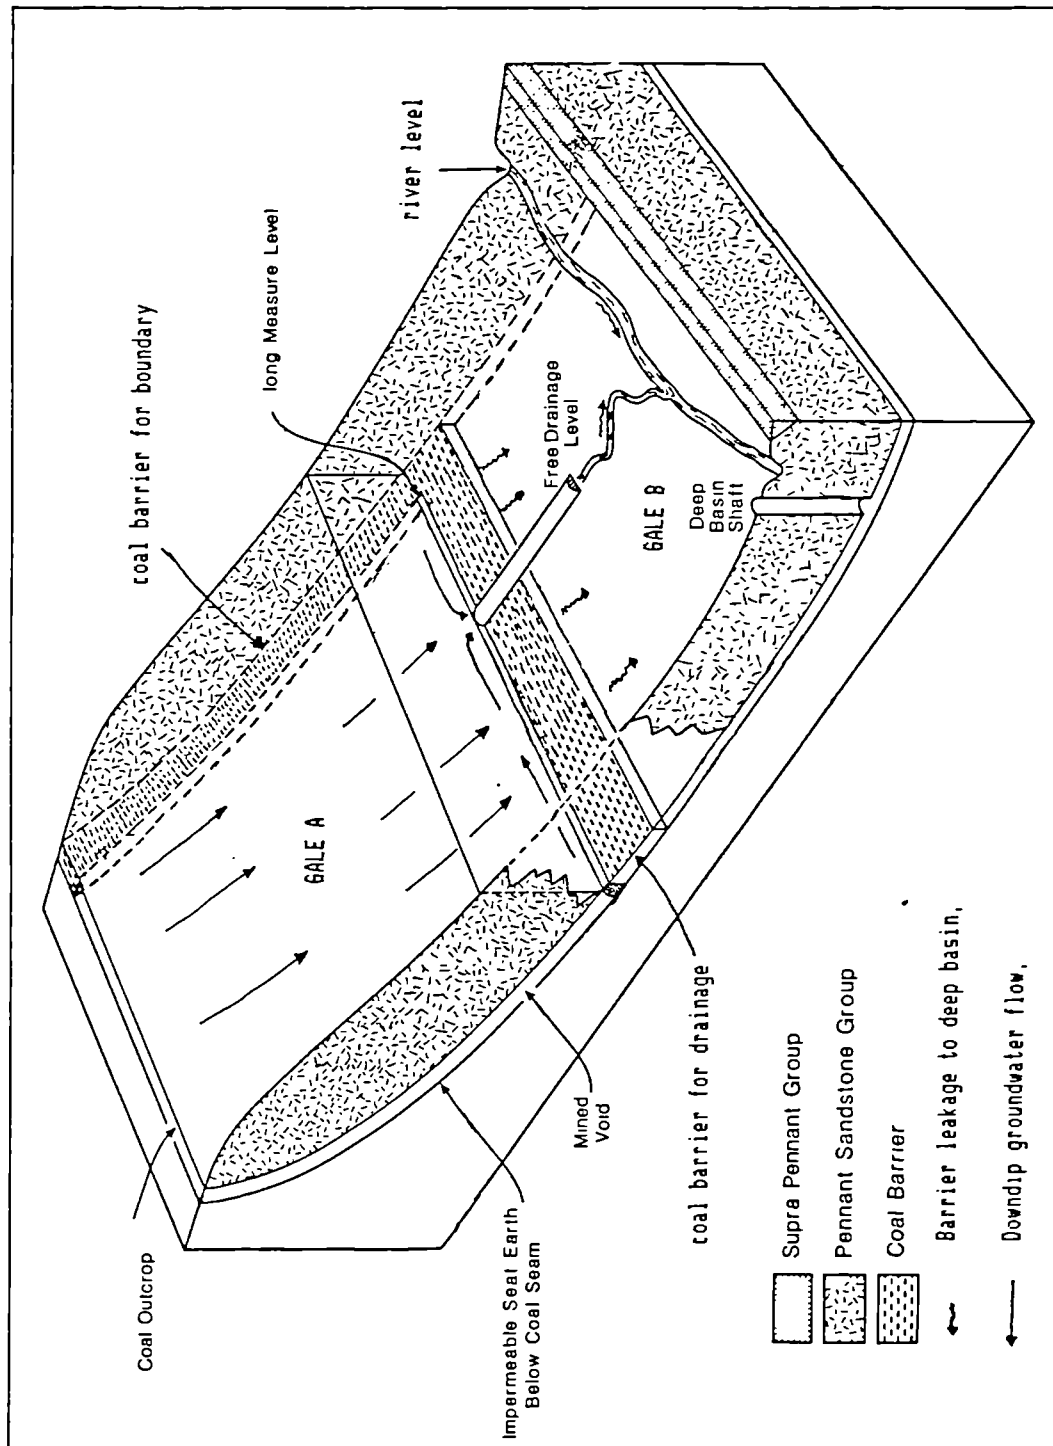 river level
coal barrier for boundary
long Measure Level
Free Drainage
Level
GALE A
GALE B
Deep
Basin
Shaft
Coal Outcrop
Impermeable Seat Earth
Below Coal Seam
Mined
Void
coal barrier for drainage
Supra Pennant Group
Pennant Sandstone Group
Coal Barrier
Barrier leakage to deep basin,
Downdip groundwater flow,